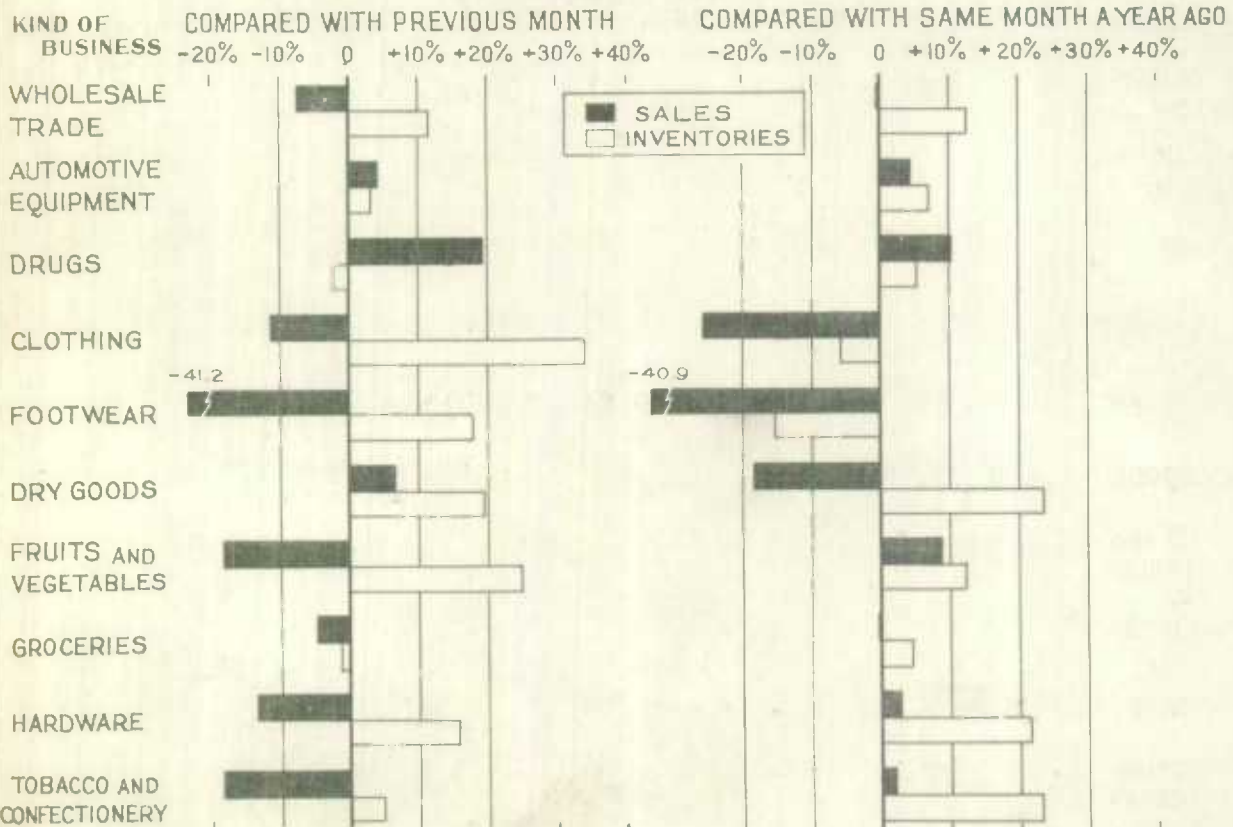 KIND OF BUSINESS
COMPARED WITH PREVIOUS MONTH
-20% -10% 0 +10% +20% +30% +40%
COMPARED WITH SAME MONTH A YEAR AGO
-20% -10% 0 +10% +20% +30% +40%
SALES
INVENTORIES
WHOLESALE
TRADE
AUTOMOTIVE
EQUIPMENT
DRUGS
CLOTHING
-41.2
-40.9
FOOTWEAR
DRY GOODS
FRUITS AND
VEGETABLES
GROCERIES
HARDWARE
TOBACCO AND
CONFECTIONERY